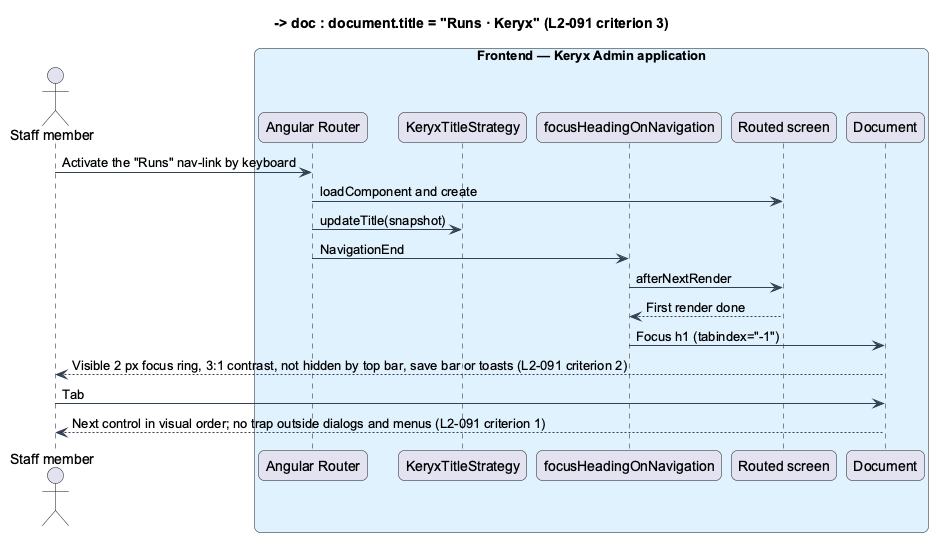 -> doc : document.title = "Runs · Keryx" (L2-091 criterion 3)
Frontend — Keryx Admin application
Staff member
Angular Router
KeryxTitleStrategy
focusHeadingOnNavigation
Routed screen
Document
Activate the "Runs" nav-link by keyboard
loadComponent and create
updateTitle(snapshot)
NavigationEnd
afterNextRender
First render done
Focus h1 (tabindex="-1")
Visible 2 px focus ring, 3:1 contrast, not hidden by top bar, save bar or toasts (L2-091 criterion 2)
Tab
Next control in visual order; no trap outside dialogs and menus (L2-091 criterion 1)
Staff member
Angular Router
KeryxTitleStrategy
focusHeadingOnNavigation
Routed screen
Document